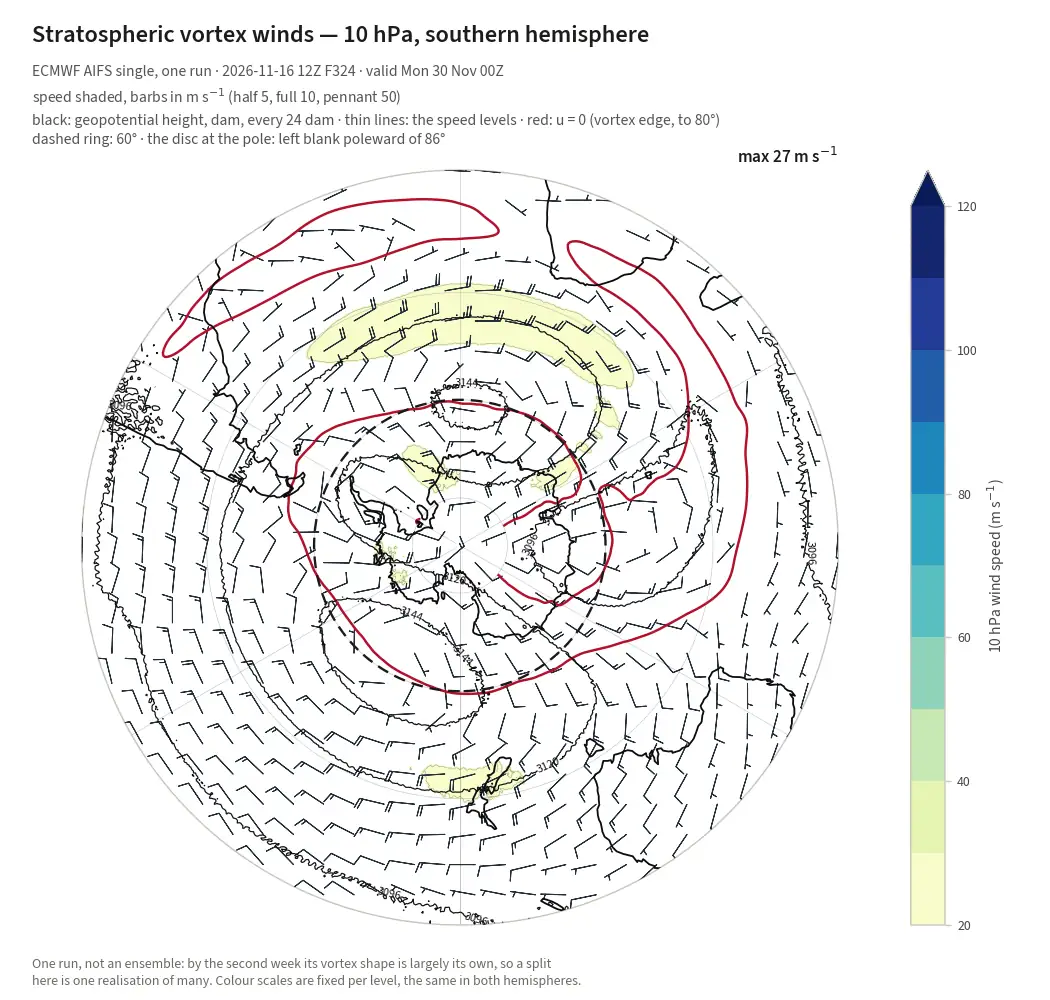 Stratospheric vortex winds — 10 hPa, southern hemisphere
ECMWF AIFS single, one run · 2026-11-16 12Z F324 · valid Mon 30 Nov 00Z
speed shaded, barbs in m s⁻¹ (half 5, full 10, pennant 50)
black: geopotential height, dam, every 24 dam · thin lines: the speed levels · red: u = 0 (vortex edge, to 80°)
dashed ring: 60° · the disc at the pole: left blank poleward of 86°
max 27 m s⁻¹
120
100
80
60
40
20
10 hPa wind speed (m s⁻¹)
3144
3096
3096
3096
3120
3144
3144
3120
3096
3096
One run, not an ensemble: by the second week its vortex shape is largely its own, so a split
here is one realisation of many. Colour scales are fixed per level, the same in both hemispheres.